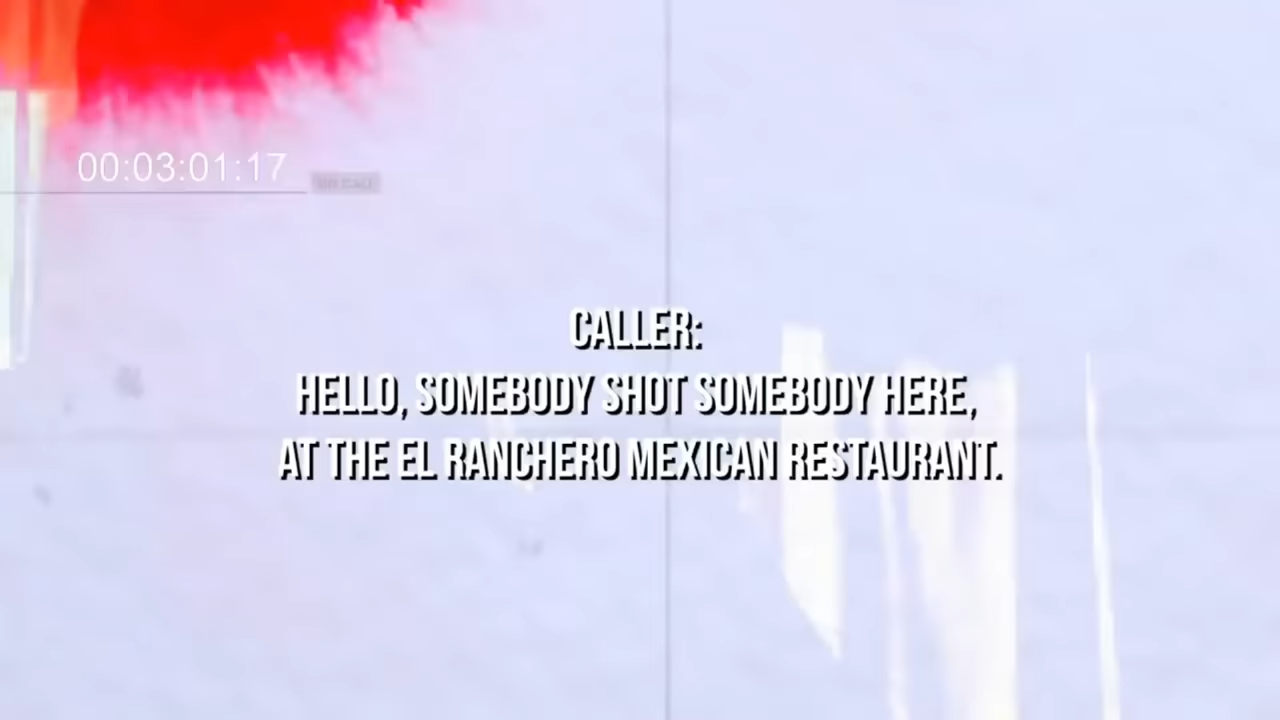 00:03:01:17
CALLER:
HELLO, SOMEBODY SHOT SOMEBODY HERE,
AT THE EL RANCHERO MEXICAN RESTAURANT.